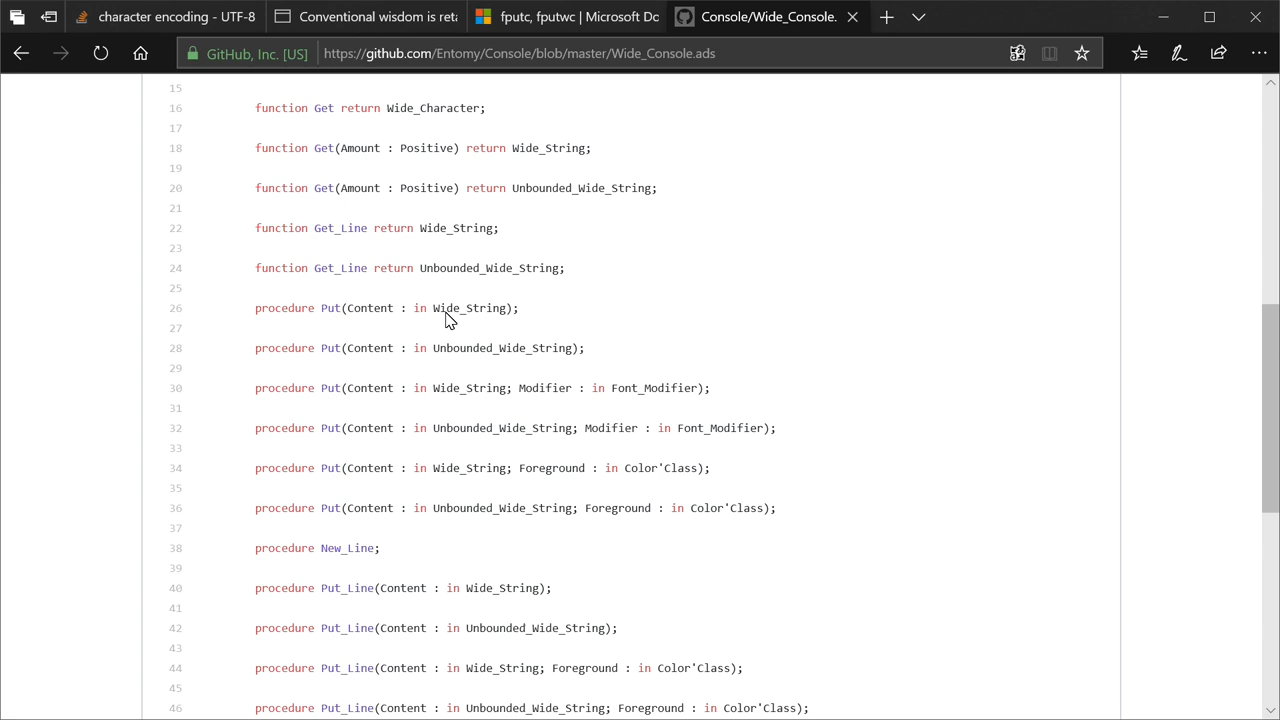 character encoding - UTF-8
Conventional wisdom is reta
fputc, fputwc | Microsoft Do
Console/Wide_Console.
GitHub, Inc. [US]
https://github.com/Entomy/Console/blob/master/Wide_Console.ads
15
16 function Get return Wide_Character;
17
18 function Get(Amount : Positive) return Wide_String;
19
20 function Get(Amount : Positive) return Unbounded_Wide_String;
21
22 function Get_Line return Wide_String;
23
24 function Get_Line return Unbounded_Wide_String;
25
26 procedure Put(Content : in Wide_String);
27
28 procedure Put(Content : in Unbounded_Wide_String);
29
30 procedure Put(Content : in Wide_String; Modifier : in Font_Modifier);
31
32 procedure Put(Content : in Unbounded_Wide_String; Modifier : in Font_Modifier);
33
34 procedure Put(Content : in Wide_String; Foreground : in Color'Class);
35
36 procedure Put(Content : in Unbounded_Wide_String; Foreground : in Color'Class);
37
38 procedure New_Line;
39
40 procedure Put_Line(Content : in Wide_String);
41
42 procedure Put_Line(Content : in Unbounded_Wide_String);
43
44 procedure Put_Line(Content : in Wide_String; Foreground : in Color'Class);
45
46 procedure Put_Line(Content : in Unbounded_Wide_String; Foreground : in Color'Class);